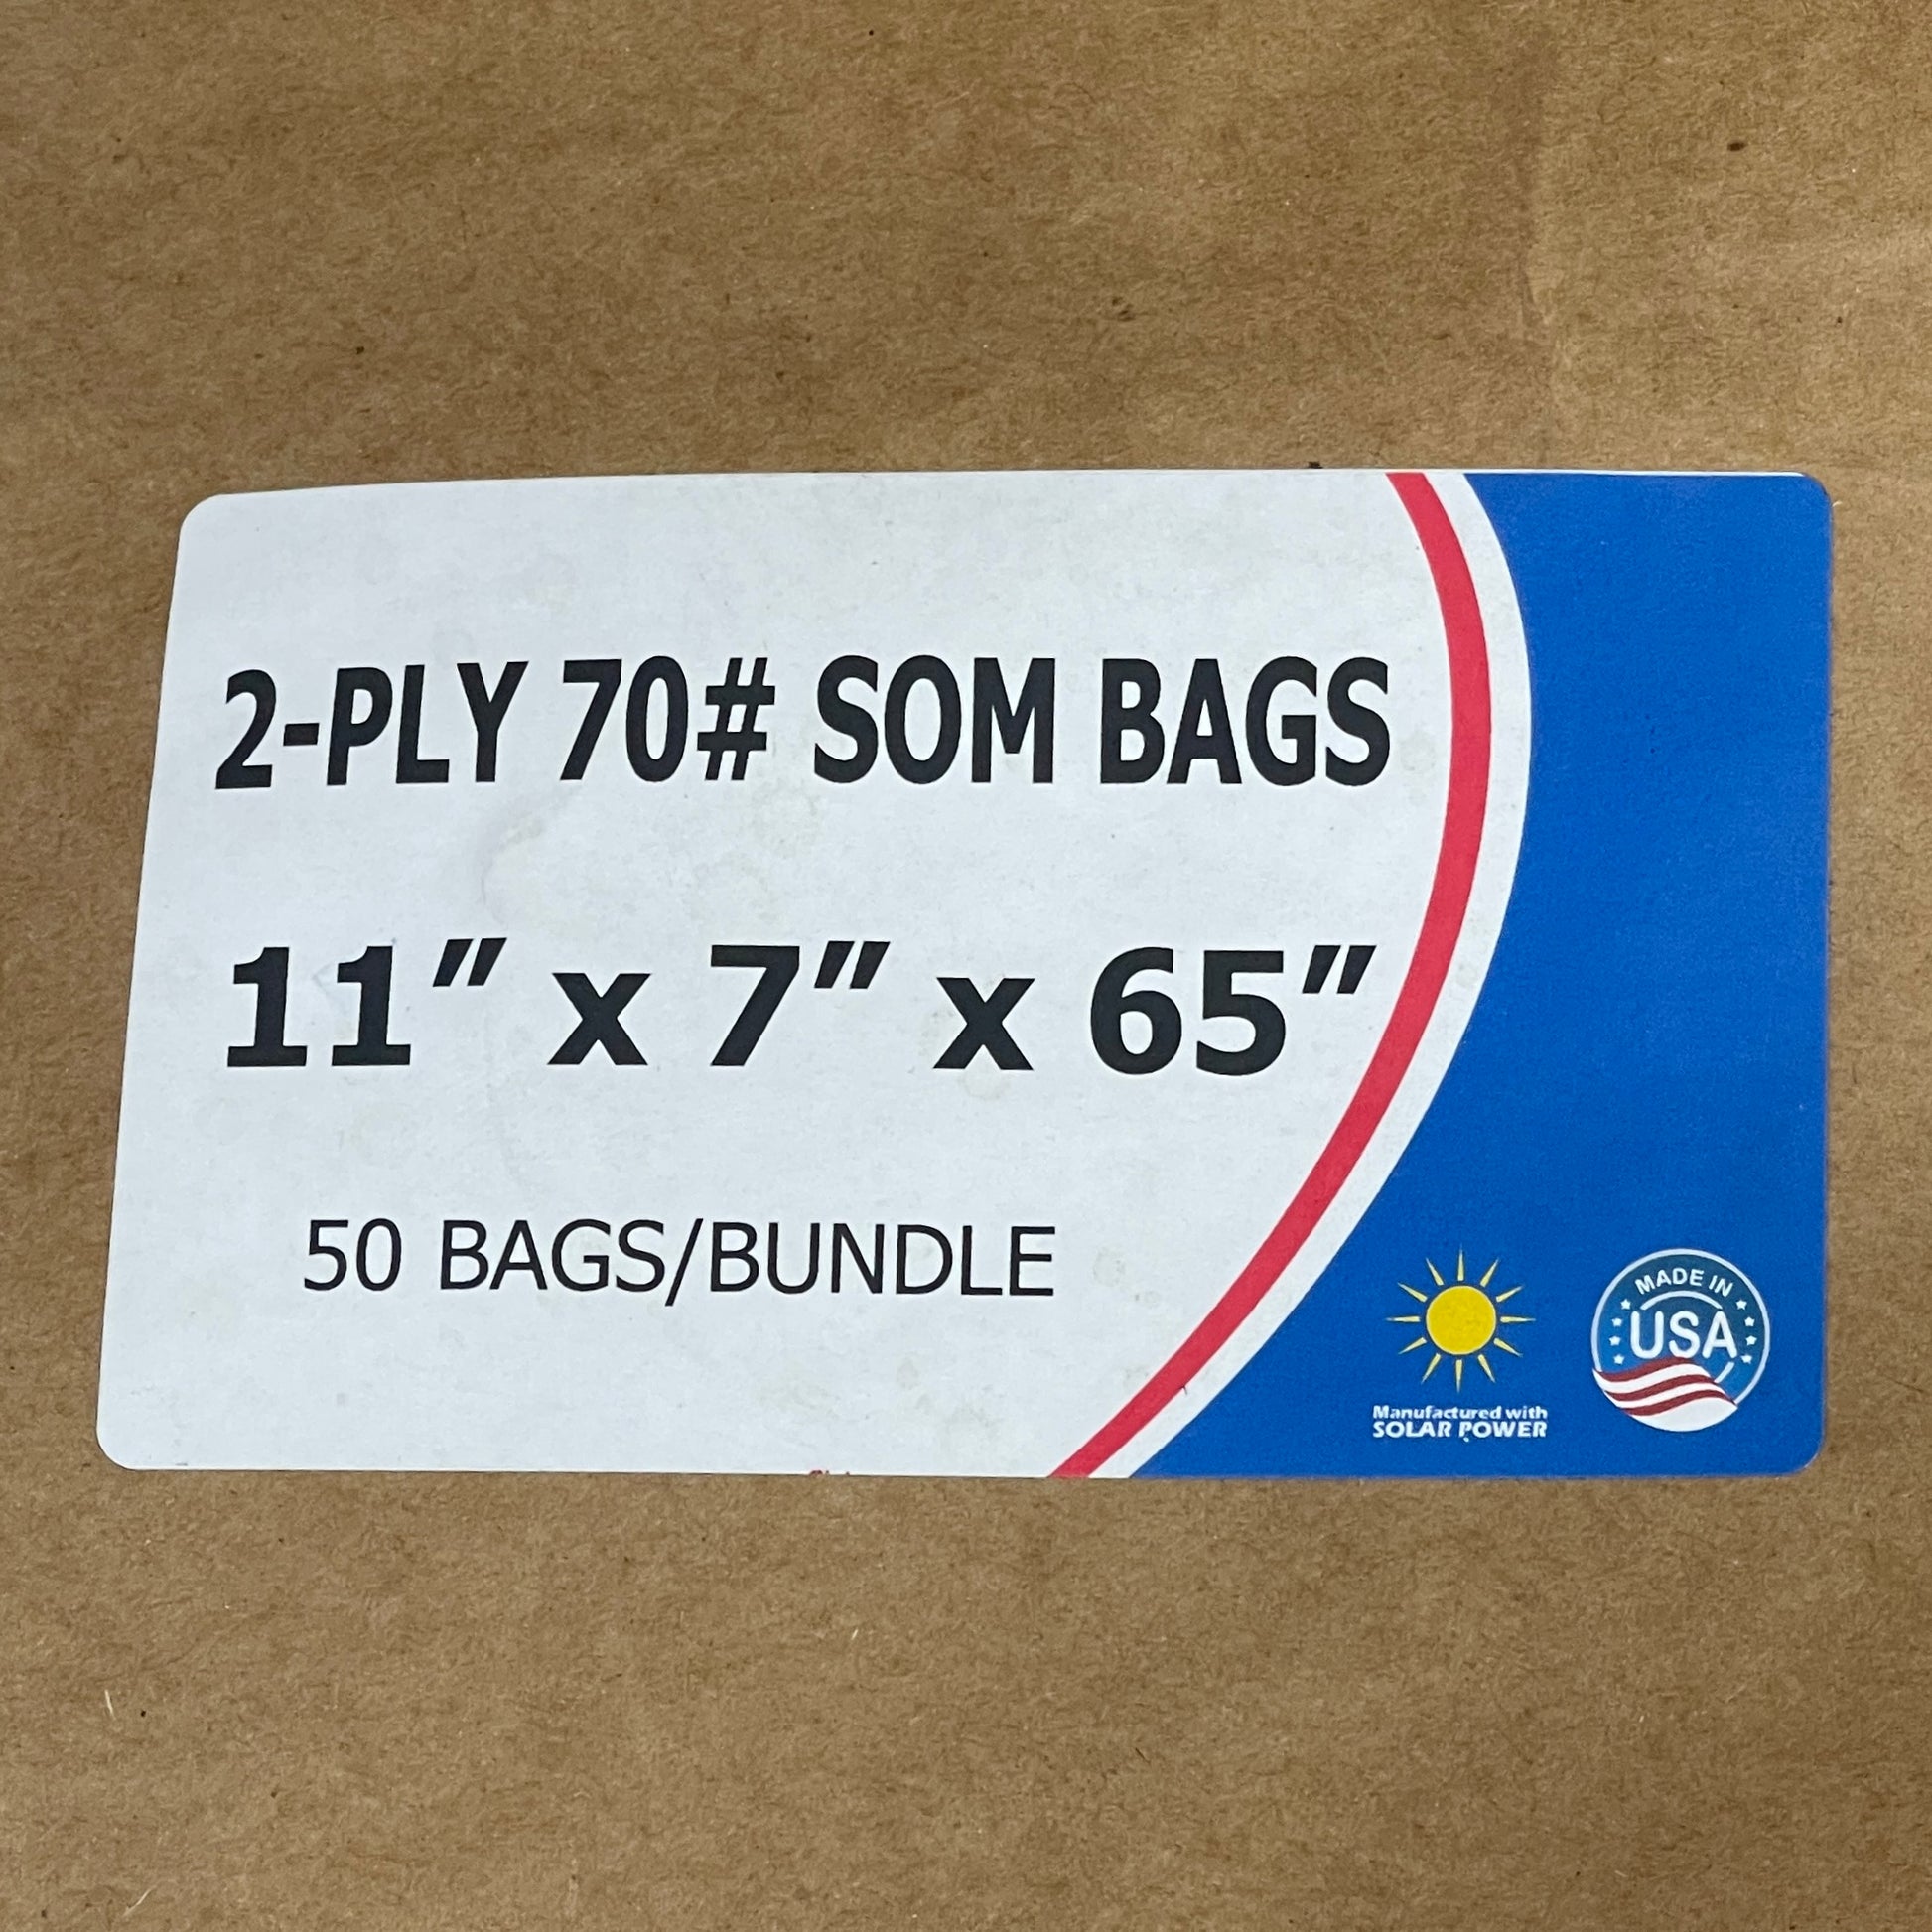 2-PLY 70# SOM BAGS
11" x 7" x 65"
50 BAGS/BUNDLE
Manufactured with
SOLAR POWER
MADE IN
USA